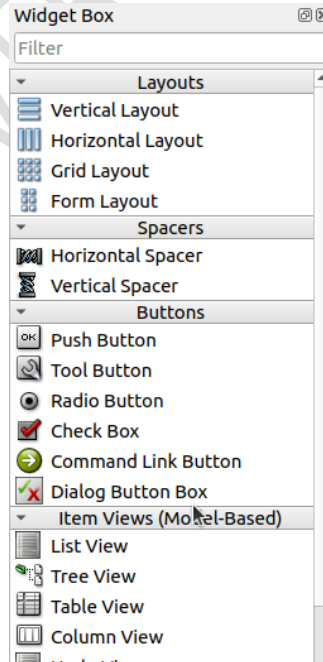 Widget Box
Filter
Layouts
Vertical Layout
Horizontal Layout
Grid Layout
Form Layout
Spacers
Horizontal Spacer
Vertical Spacer
Buttons
OK Push Button
Tool Button
Radio Button
Check Box
Command Link Button
Dialog Button Box
Item Views (Model-Based)
List View
Tree View
Table View
Column View